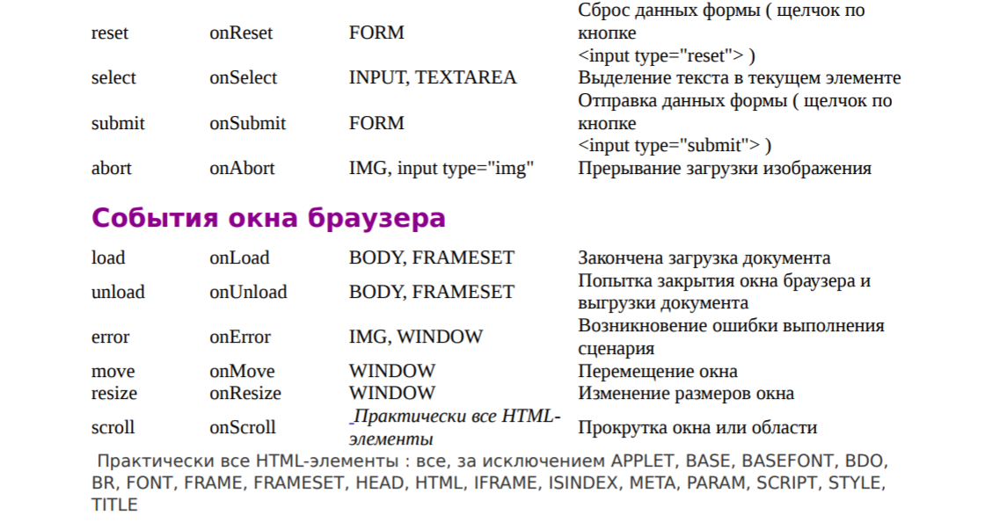 Сброс данных формы ( щелчок по
reset onReset FORM кнопке
<input type="reset"> )
select onSelect INPUT, TEXTAREA Выделение текста в текущем элементе
Отправка данных формы ( щелчок по
submit onSubmit FORM кнопке
<input type="submit"> )
abort onAbort IMG, input type="img" Прерывание загрузки изображения
События окна браузера
load onLoad BODY, FRAMESET Закончена загрузка документа
unload onUnload BODY, FRAMESET Попытка закрытия окна браузера и
выгрузки документа
error onError IMG, WINDOW Возникновение ошибки выполнения
сценария
move onMove WINDOW Перемещение окна
resize onResize WINDOW Изменение размеров окна
scroll onScroll Практически все HTML-
элементы Прокрутка окна или области
Практически все HTML-элементы : все, за исключением APPLET, BASE, BASEFONT, BDO,
BR, FONT, FRAME, FRAMESET, HEAD, HTML, IFRAME, ISINDEX, META, PARAM, SCRIPT, STYLE,
TITLE